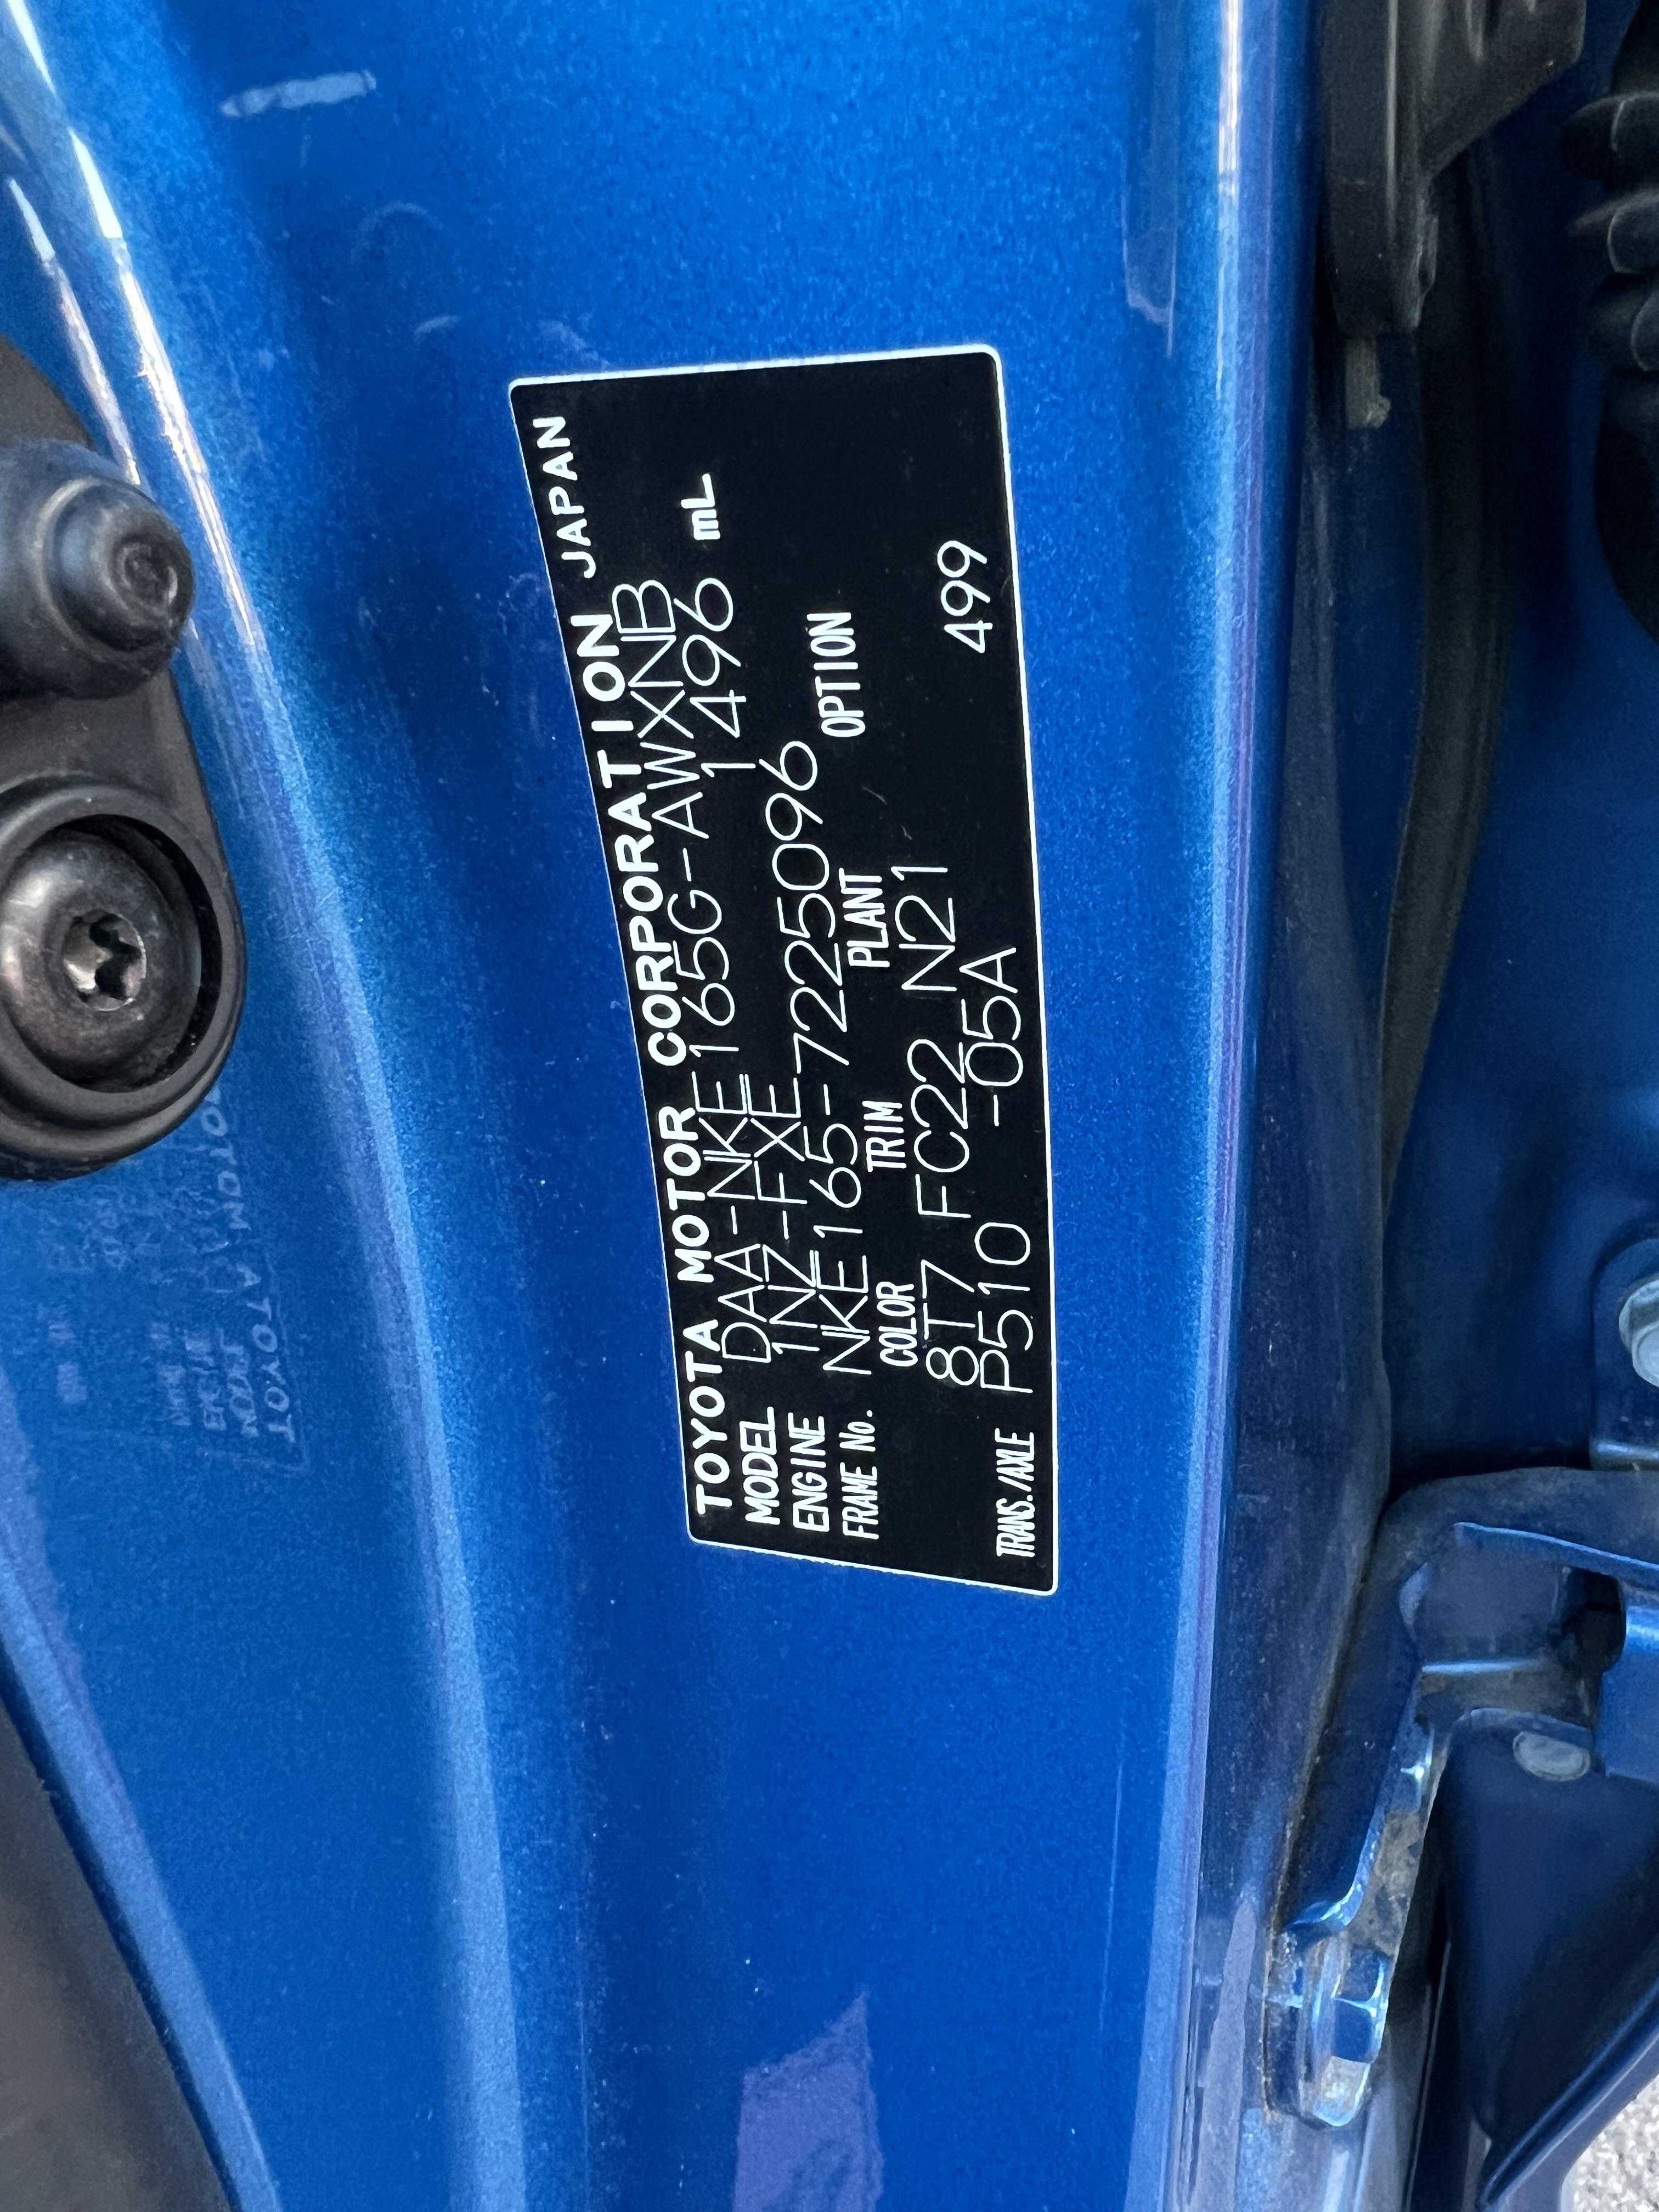 TOYOTA MOTOR CORPORATION JAPAN
MODEL DAA-NKE165G-AWXNB
ENGINE 1NZ-FXE 1496 mL
FRAME No. NKE165-7225096
COLOR TRIM PLANT OPTION
8T7 FC22 N21
TRANS./AXLE P510 -05A 499